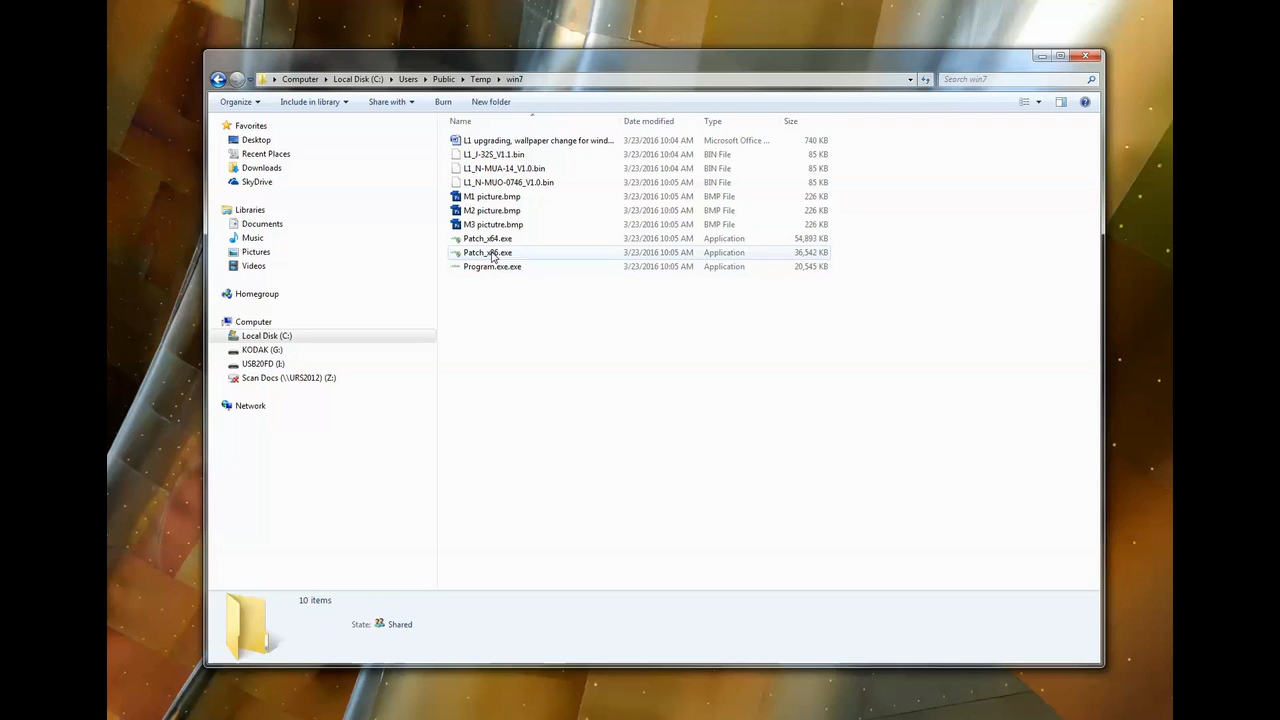 Computer ▸ Local Disk (C:) ▸ Users ▸ Public ▸ Temp ▸ win7
Search win7
Organize Include in library Share with Burn New folder
Favorites
Desktop
Recent Places
Downloads
SkyDrive
Libraries
Documents
Music
Pictures
Videos
Homegroup
Computer
Local Disk (C:)
KODAK (G:)
USB20FD (I:)
Scan Docs (\\URS2012) (Z:)
Network
Name Date modified Type Size
L1 upgrading, wallpaper change for wind... 3/23/2016 10:04 AM Microsoft Office ... 740 KB
L1_J-32S_V1.1.bin 3/23/2016 10:04 AM BIN File 85 KB
L1_N-MUA-14_V1.0.bin 3/23/2016 10:04 AM BIN File 85 KB
L1_N-MUO-0746_V1.0.bin 3/23/2016 10:05 AM BIN File 85 KB
M1 picture.bmp 3/23/2016 10:05 AM BMP File 226 KB
M2 picture.bmp 3/23/2016 10:05 AM BMP File 226 KB
M3 pictutre.bmp 3/23/2016 10:05 AM BMP File 226 KB
Patch_x64.exe 3/23/2016 10:05 AM Application 54,893 KB
Patch_x86.exe 3/23/2016 10:05 AM Application 36,542 KB
Program.exe.exe 3/23/2016 10:05 AM Application 20,545 KB
10 items
State: Shared